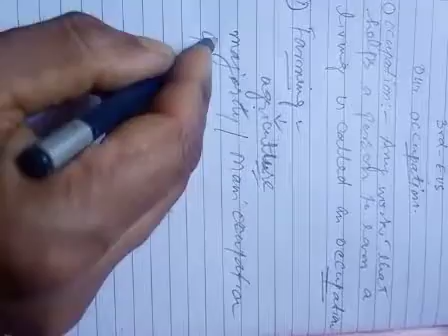 3rd EVS
Our occupation.
Occupation:- Any work that
helps a person to earn a
living is called an occupation
1) Farming :-
agriculture
majority / Main occupation